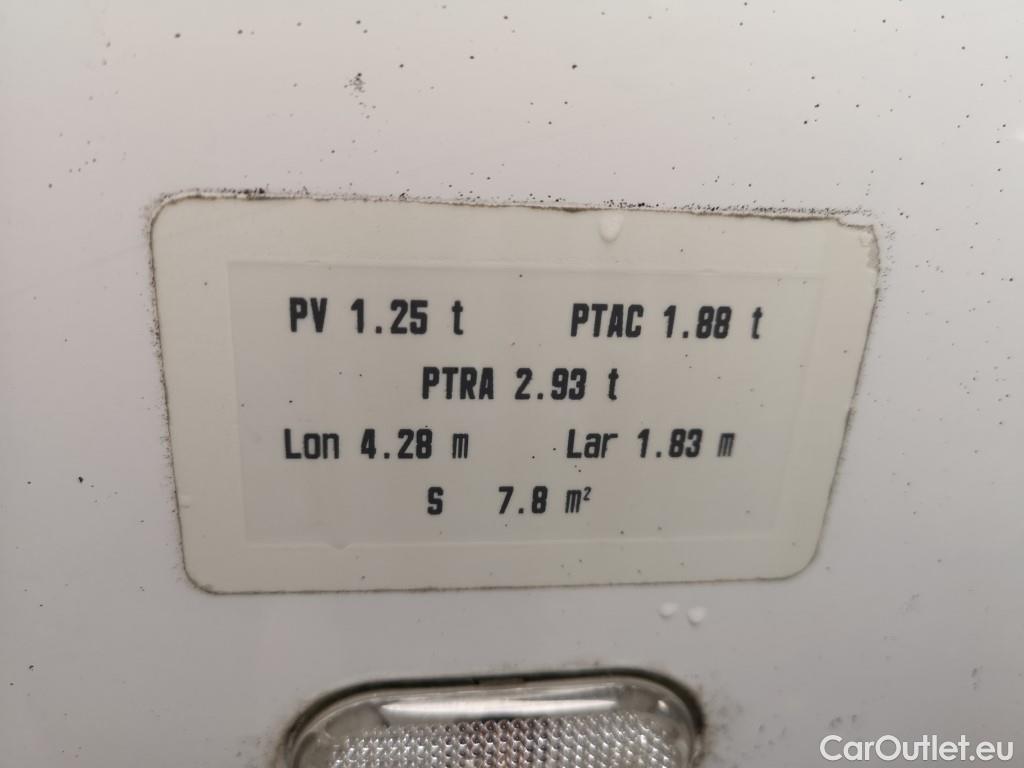 PV 1.25 t PTAC 1.88 t
PTRA 2.93 t
Lon 4.28 m Lar 1.83 m
S 7.8 m²
CarOutlet.eu